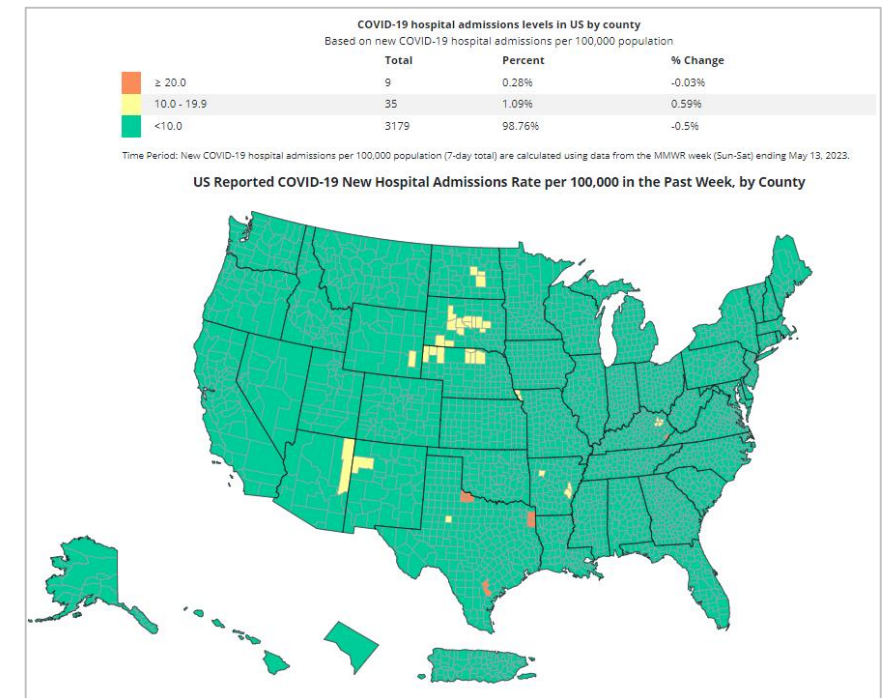 COVID-19 hospital admissions levels in US by county
Based on new COVID-19 hospital admissions per 100,000 population
Total Percent % Change
≥ 20.0 9 0.28% -0.03%
10.0 - 19.9 35 1.09% 0.59%
<10.0 3179 98.76% -0.5%
Time Period: New COVID-19 hospital admissions per 100,000 population (7-day total) are calculated using data from the MMWR week (Sun-Sat) ending May 13, 2023.
US Reported COVID-19 New Hospital Admissions Rate per 100,000 in the Past Week, by County